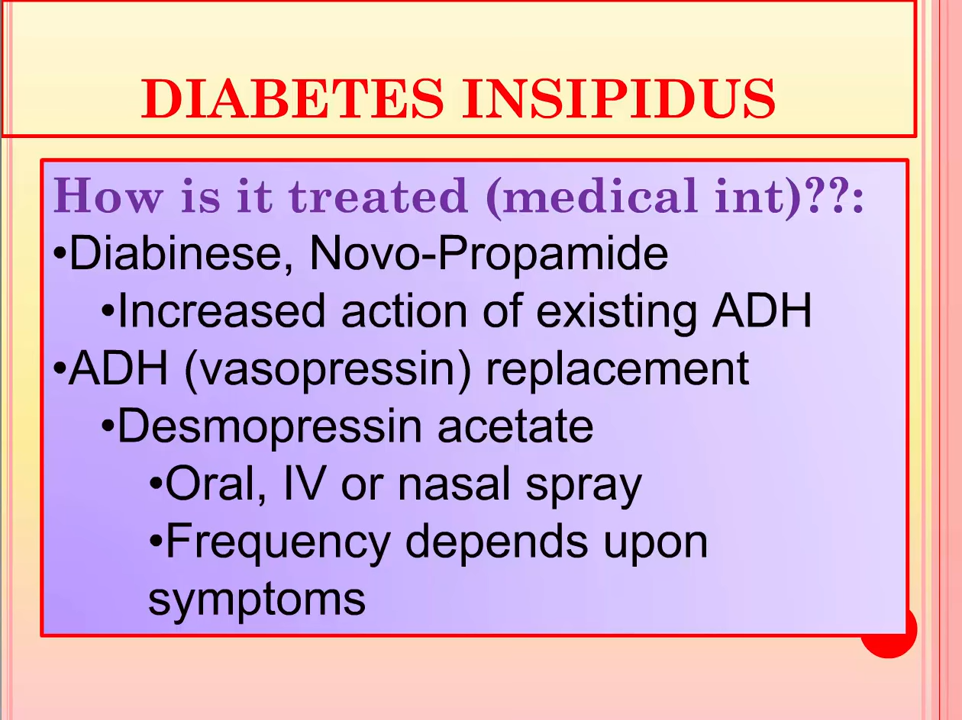 DIABETES INSIPIDUS
How is it treated (medical int)??:
•Diabinese, Novo-Propamide
•Increased action of existing ADH
•ADH (vasopressin) replacement
•Desmopressin acetate
•Oral, IV or nasal spray
•Frequency depends upon
symptoms